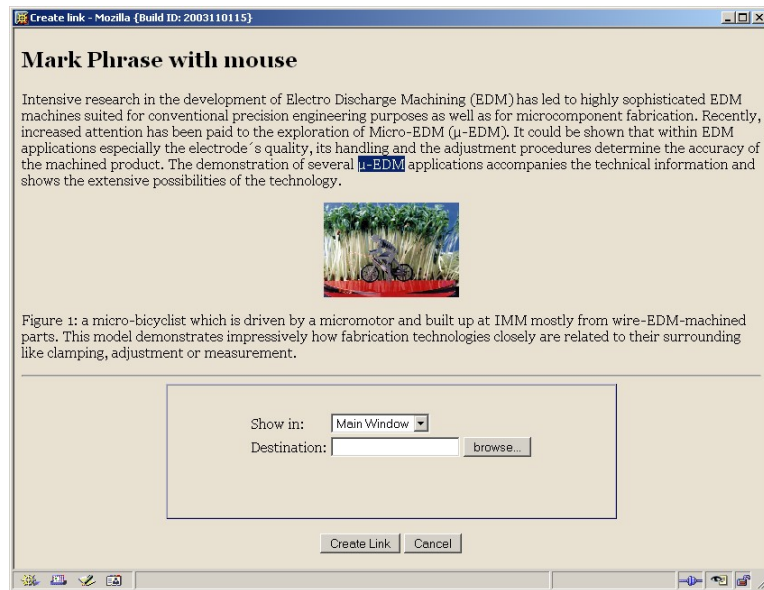 Create link - Mozilla {Build ID: 2003110115}
Mark Phrase with mouse
Intensive research in the development of Electro Discharge Machining (EDM) has led to highly sophisticated EDM
machines suited for conventional precision engineering purposes as well as for microcomponent fabrication. Recently,
increased attention has been paid to the exploration of Micro-EDM (µ-EDM). It could be shown that within EDM
applications especially the electrode´s quality, its handling and the adjustment procedures determine the accuracy of
the machined product. The demonstration of several µ-EDM applications accompanies the technical information and
shows the extensive possibilities of the technology.
Figure 1: a micro-bicyclist which is driven by a micromotor and built up at IMM mostly from wire-EDM-machined
parts. This model demonstrates impressively how fabrication technologies closely are related to their surrounding
like clamping, adjustment or measurement.
Show in: Main Window
Destination: browse...
Create Link Cancel